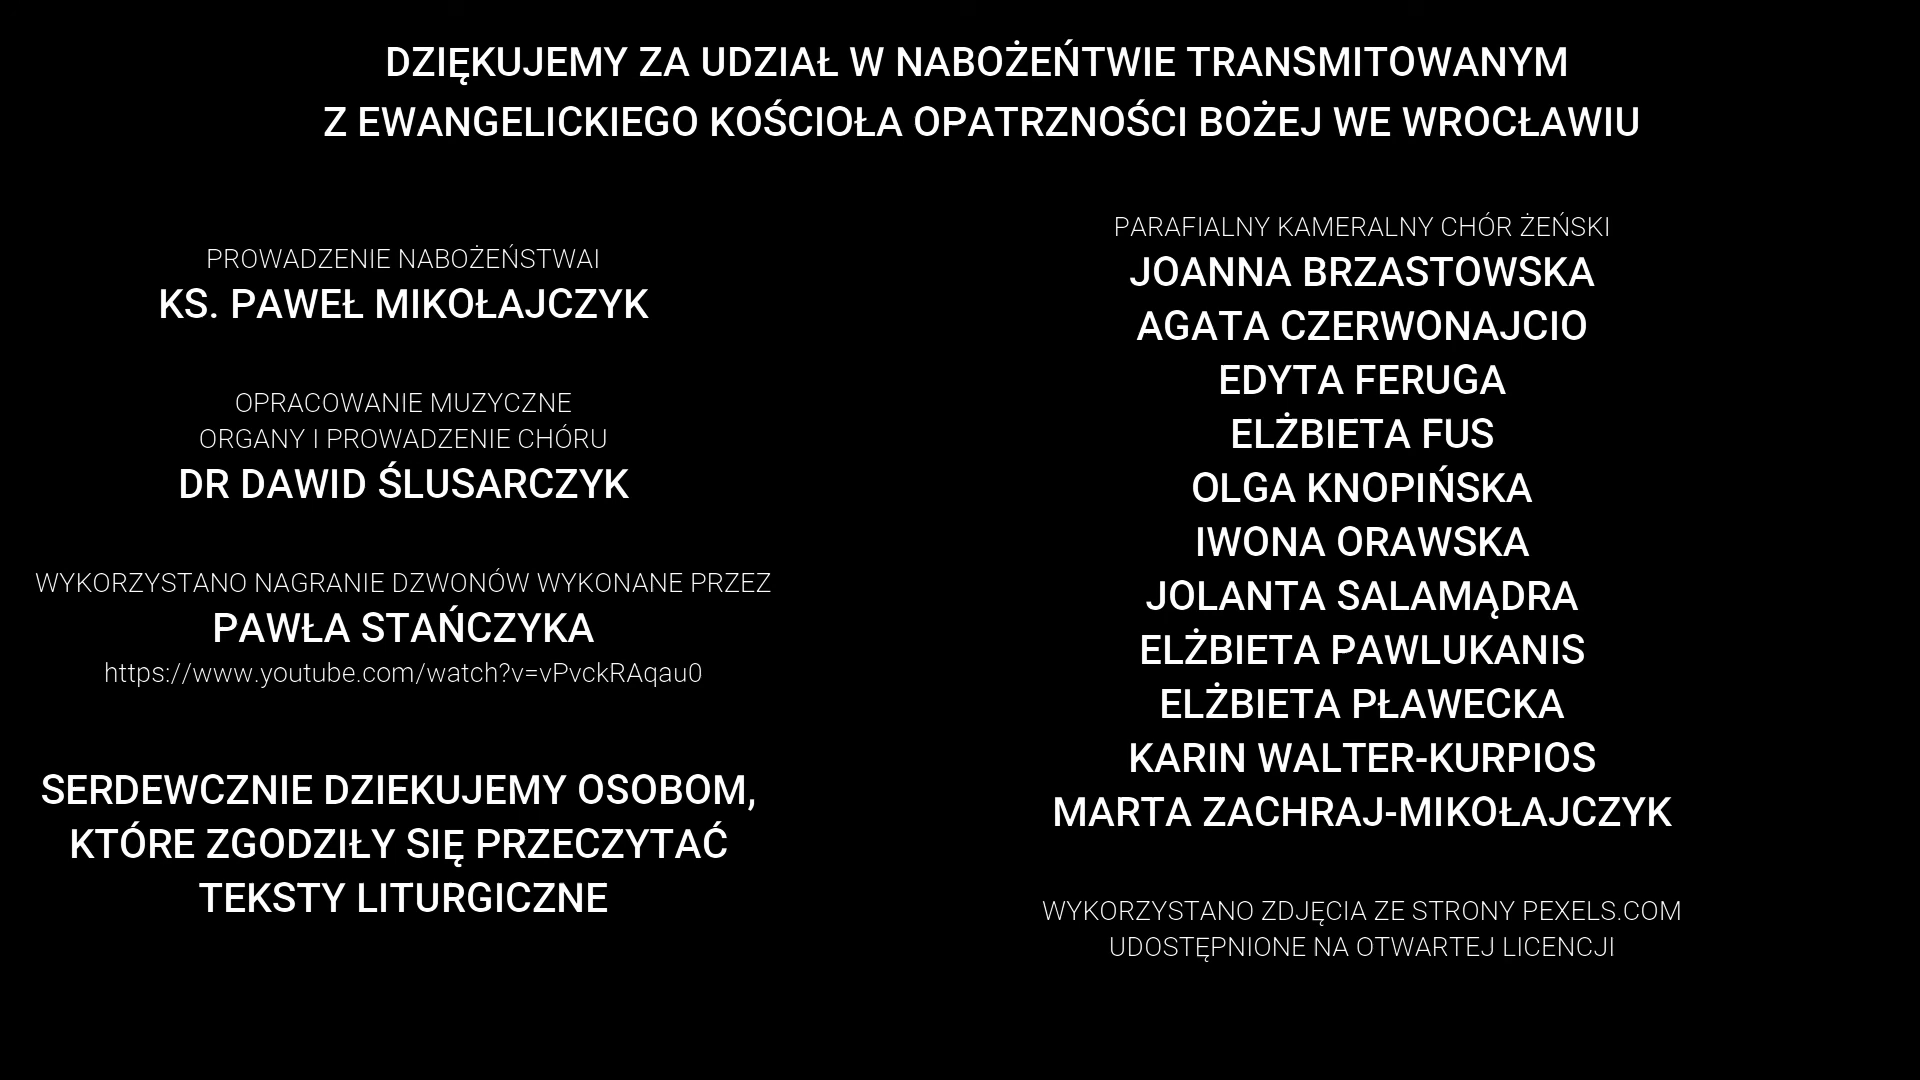 DZIĘKUJEMY ZA UDZIAŁ W NABOŻEŃTWIE TRANSMITOWANYM
Z EWANGELICKIEGO KOŚCIOŁA OPATRZNOŚCI BOŻEJ WE WROCŁAWIU
PROWADZENIE NABOŻEŃSTWAI
KS. PAWEŁ MIKOŁAJCZYK
OPRACOWANIE MUZYCZNE
ORGANY I PROWADZENIE CHÓRU
DR DAWID ŚLUSARCZYK
WYKORZYSTANO NAGRANIE DZWONÓW WYKONANE PRZEZ
PAWŁA STAŃCZYKA
https://www.youtube.com/watch?v=vPvckRAqau0
SERDEWCZNIE DZIEKUJEMY OSOBOM,
KTÓRE ZGODZIŁY SIĘ PRZECZYTAĆ
TEKSTY LITURGICZNE
PARAFIALNY KAMERALNY CHÓR ŻEŃSKI
JOANNA BRZASTOWSKA
AGATA CZERWONAJCIO
EDYTA FERUGA
ELŻBIETA FUS
OLGA KNOPIŃSKA
IWONA ORAWSKA
JOLANTA SALAMĄDRA
ELŻBIETA PAWLUKANIS
ELŻBIETA PŁAWECKA
KARIN WALTER-KURPIOS
MARTA ZACHRAJ-MIKOŁAJCZYK
WYKORZYSTANO ZDJĘCIA ZE STRONY PEXELS.COM
UDOSTĘPNIONE NA OTWARTEJ LICENCJI